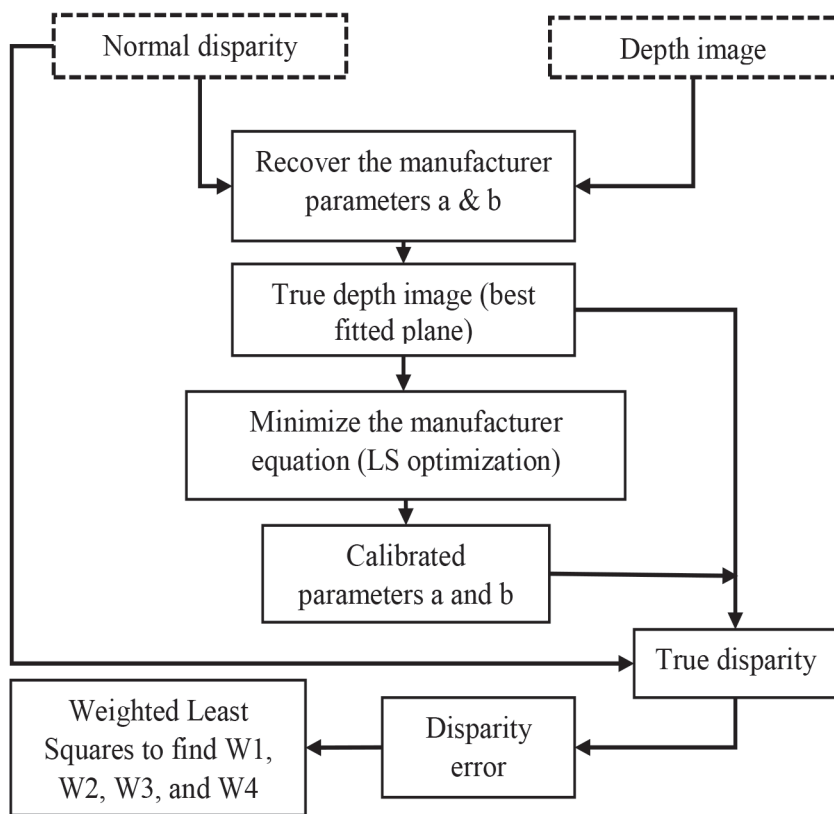 Normal disparity
Depth image
Recover the manufacturer
parameters a & b
True depth image (best
fitted plane)
Minimize the manufacturer
equation (LS optimization)
Calibrated
parameters a and b
True disparity
Weighted Least
Squares to find W1,
W2, W3, and W4
Disparity
error